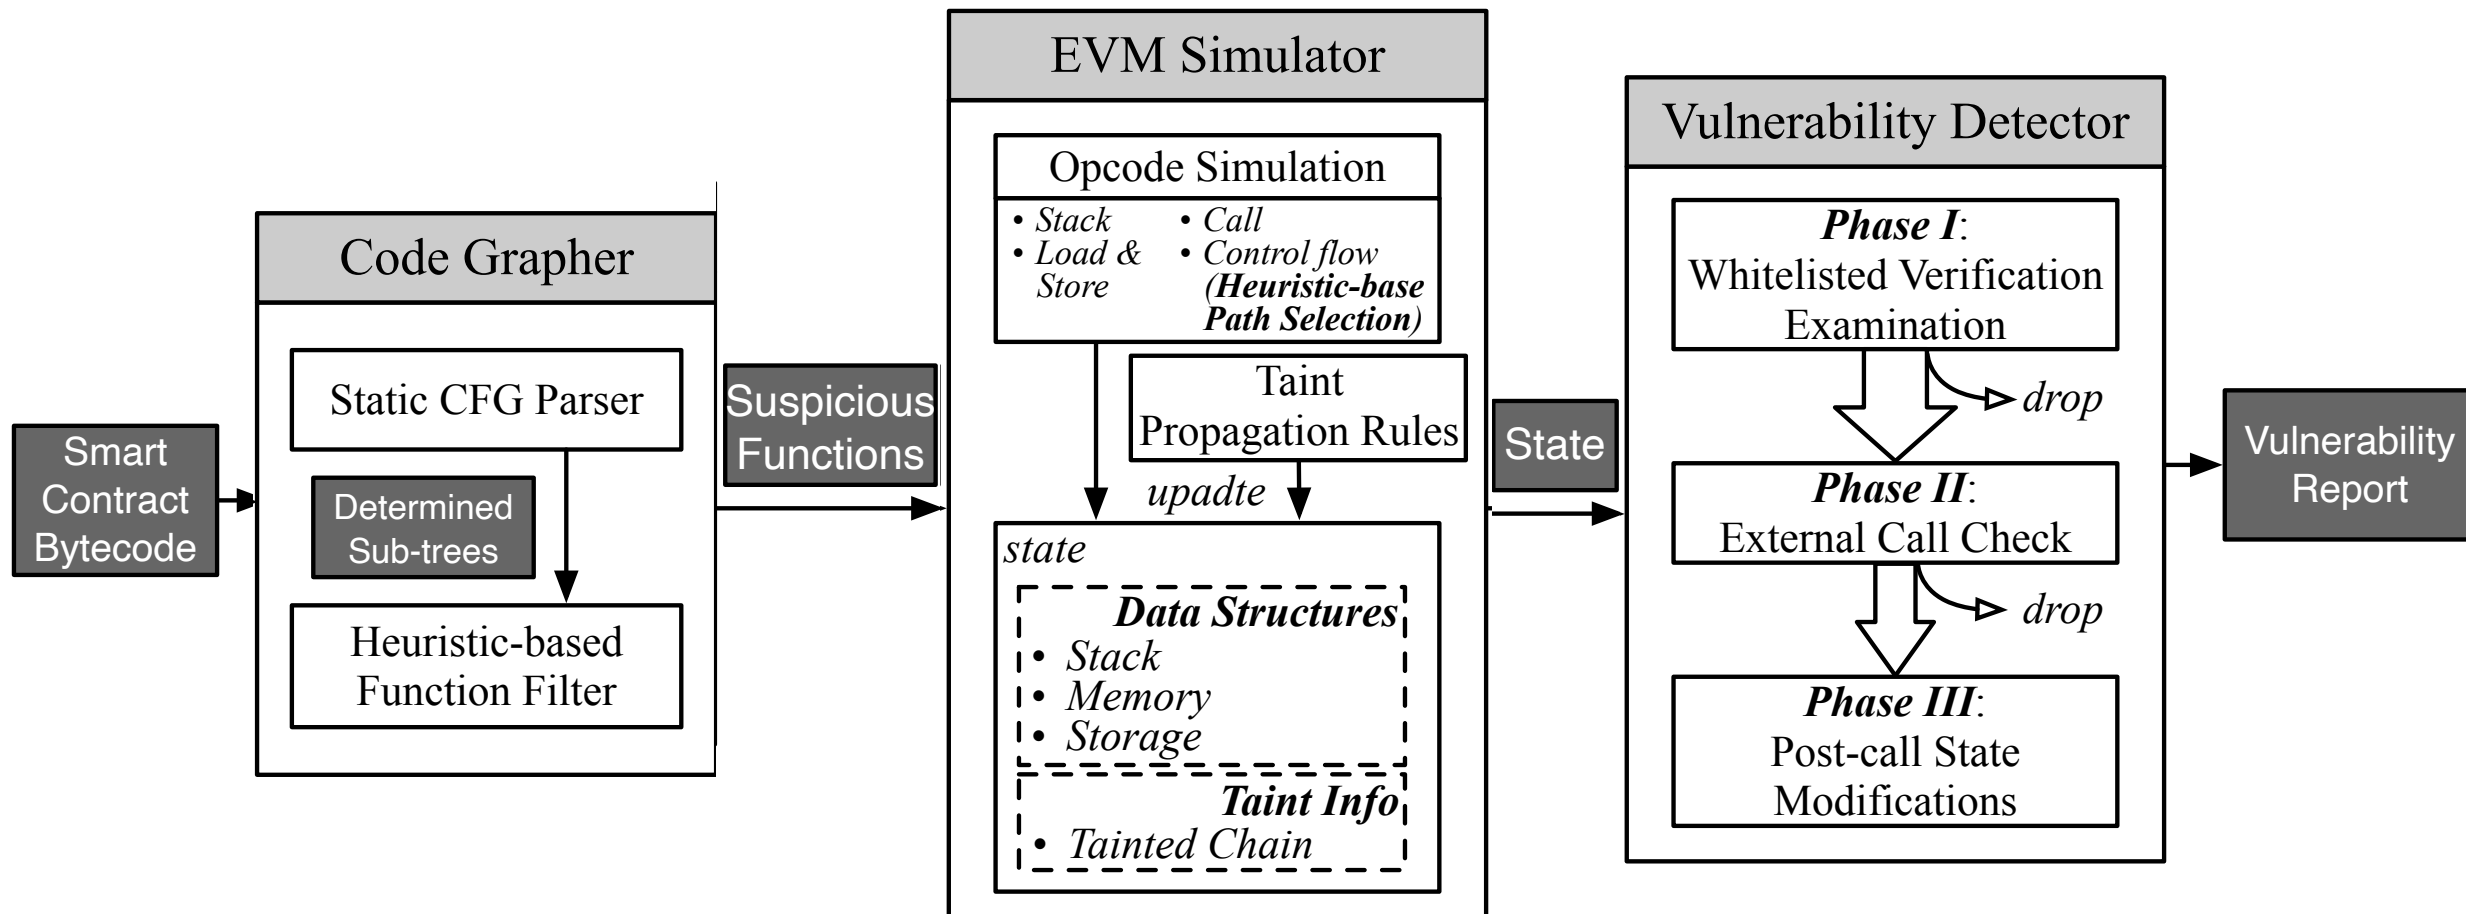 Smart
Contract
Bytecode
Code Grapher
Static CFG Parser
Determined
Sub-trees
Heuristic-based
Function Filter
Suspicious
Functions
EVM Simulator
Opcode Simulation
• Stack
• Load &
Store
• Call
• Control flow
(Heuristic-base
Path Selection)
Taint
Propagation Rules
upadte
state
Data Structures
• Stack
• Memory
• Storage
Taint Info
• Tainted Chain
State
Vulnerability Detector
Phase I:
Whitelisted Verification
Examination
drop
Phase II:
External Call Check
drop
Phase III:
Post-call State
Modifications
Vulnerability
Report